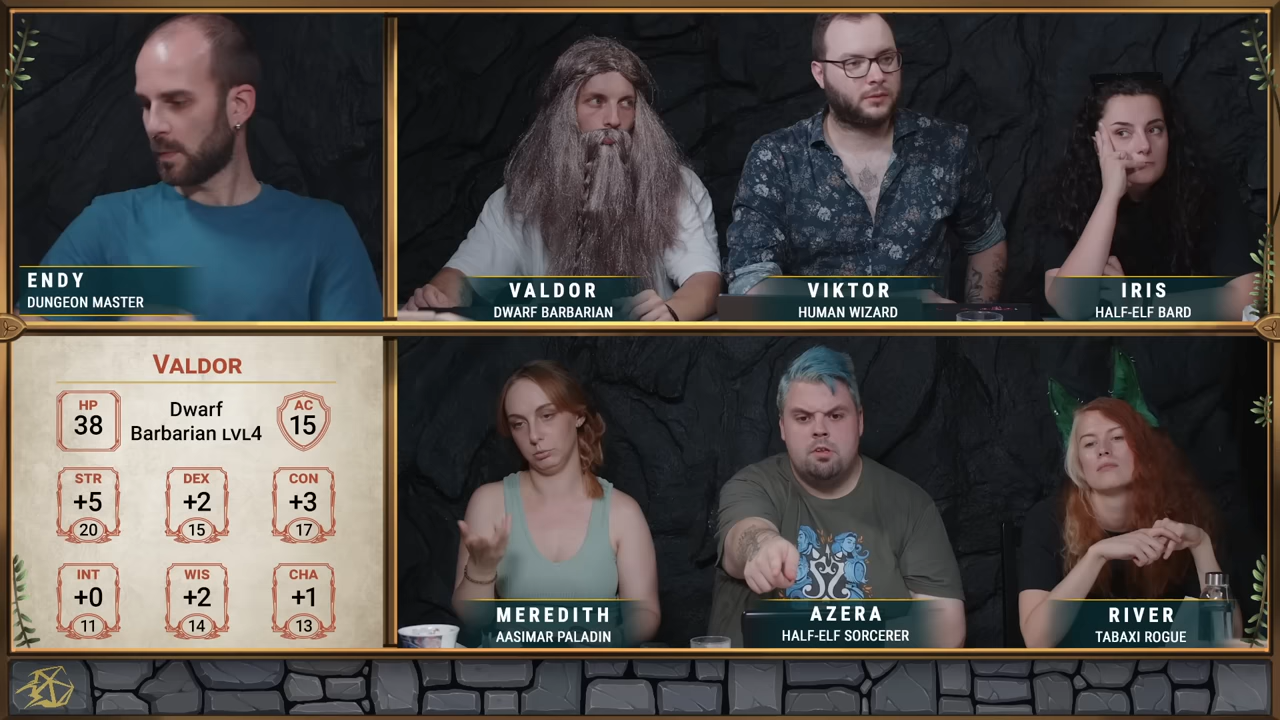 ENDY
DUNGEON MASTER
VALDOR
DWARF BARBARIAN
VIKTOR
HUMAN WIZARD
IRIS
HALF-ELF BARD
VALDOR
HP
38
Dwarf
Barbarian LVL4
AC
15
STR
+5
20
DEX
+2
15
CON
+3
17
INT
+0
11
WIS
+2
14
CHA
+1
13
MEREDITH
AASIMAR PALADIN
AZERA
HALF-ELF SORCERER
RIVER
TABAXI ROGUE